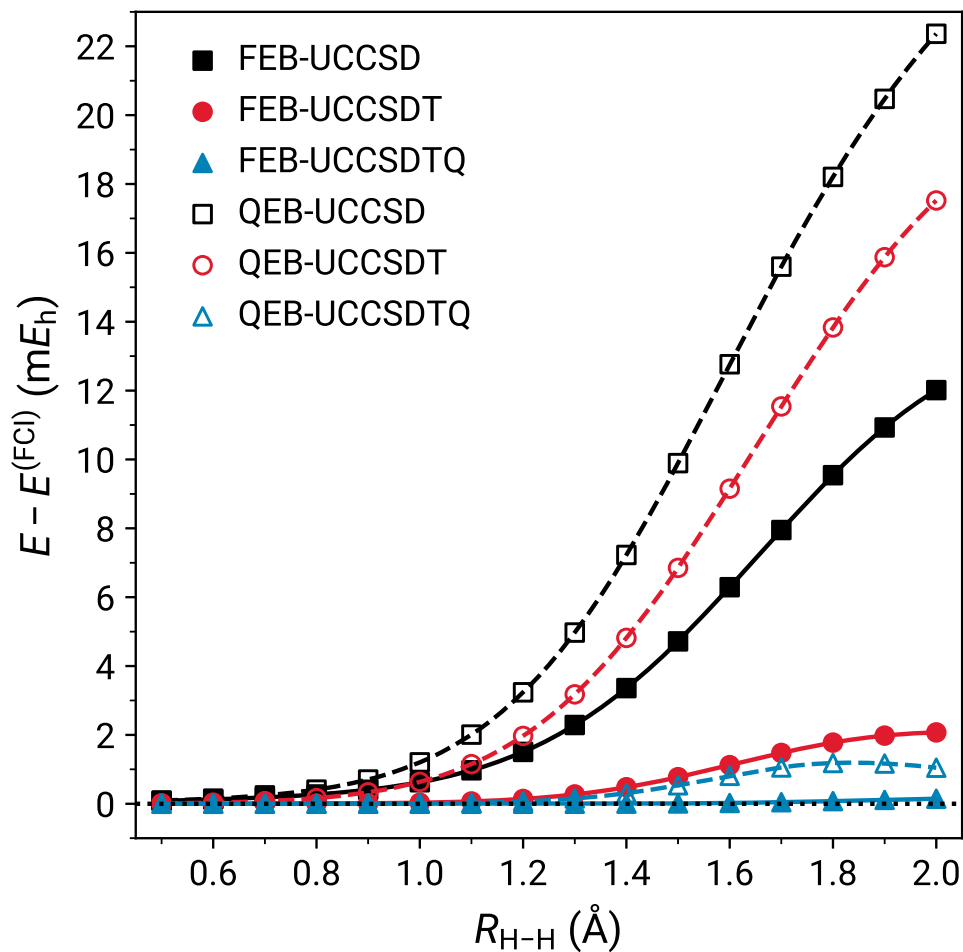 FEB-UCCSD
FEB-UCCSDT
FEB-UCCSDTQ
QEB-UCCSD
QEB-UCCSDT
QEB-UCCSDTQ
E − E(FCI) (mEh)
22
20
18
16
14
12
10
8
6
4
2
0
0.6 0.8 1.0 1.2 1.4 1.6 1.8 2.0
RH−H (Å)